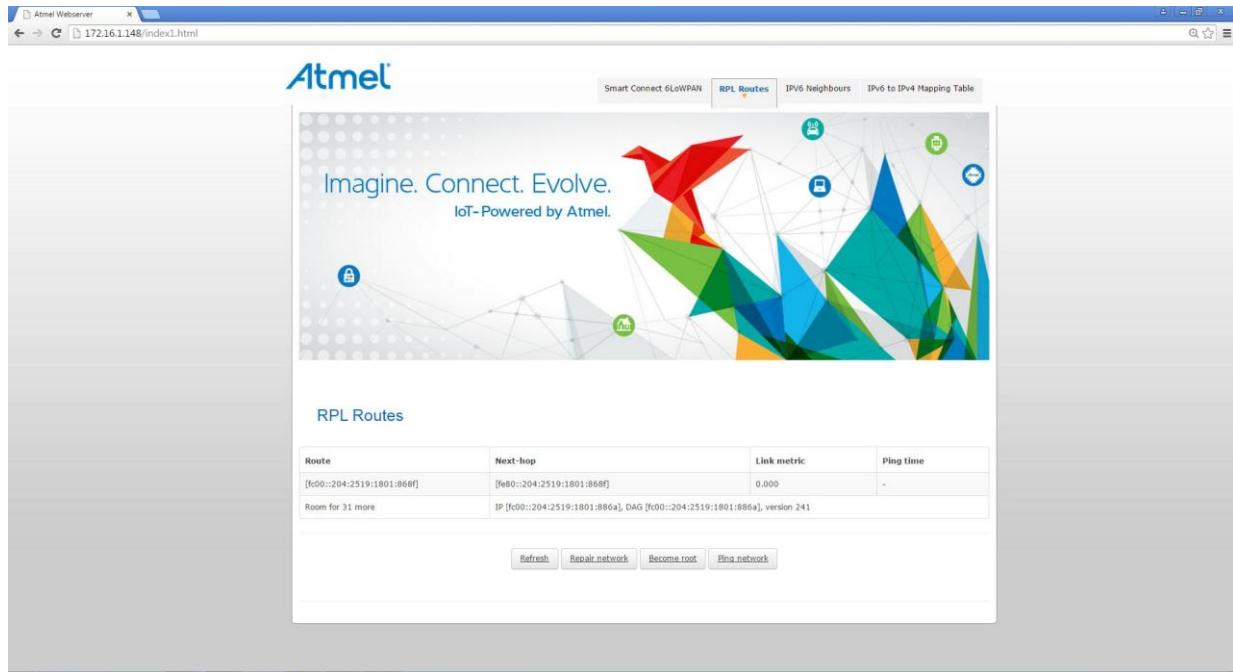 Atmel Webserver
172.16.1.148/index1.html
Atmel
Smart Connect 6LoWPAN RPL Routes IPV6 Neighbours IPv6 to IPv4 Mapping Table
Imagine. Connect. Evolve.
IoT-Powered by Atmel.
RPL Routes
Route Next-hop Link metric Ping time
[fc00::204:2519:1801:868f] [fe80::204:2519:1801:868f] 0.000 -
Room for 31 more IP [fc00::204:2519:1801:886a], DAG [fc00::204:2519:1801:886a], version 241
Refresh Repair network Become root Ping network